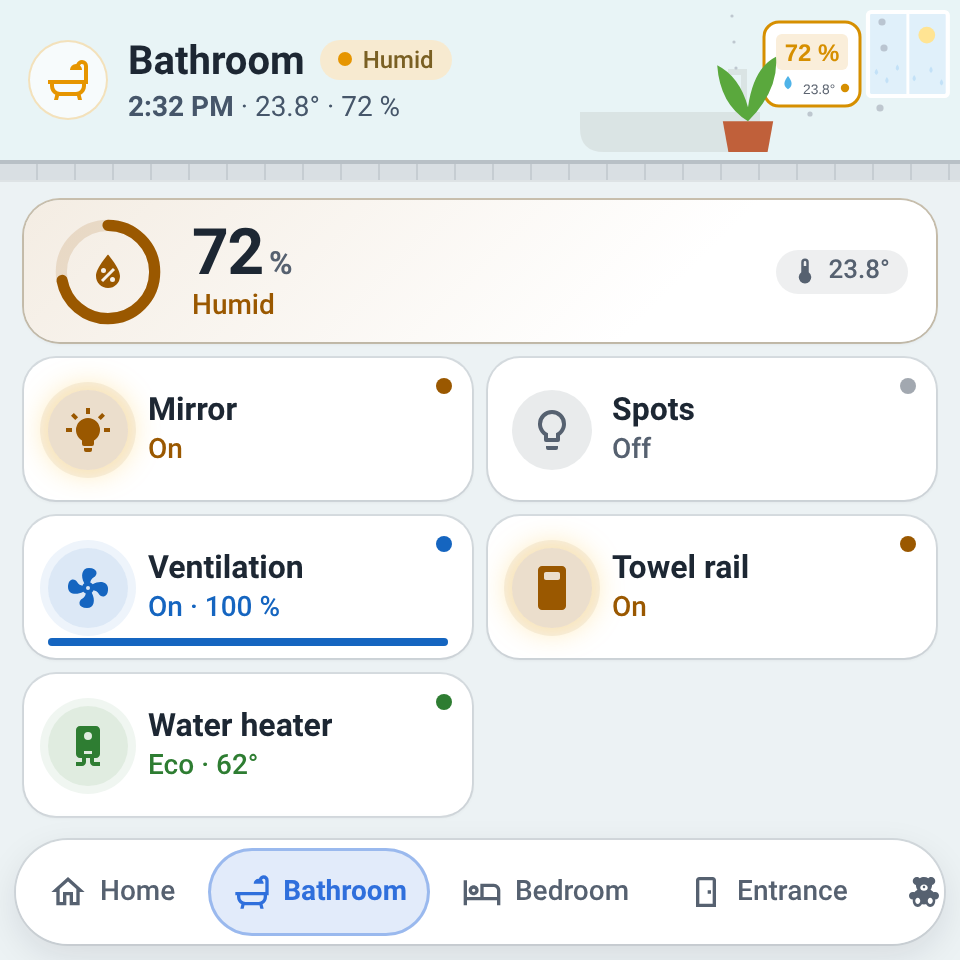 Bathroom
Humid
2:32 PM · 23.8° · 72 %
72 %
23.8°
72 %
Humid
23.8°
Mirror
On
Spots
Off
Ventilation
On · 100 %
Towel rail
On
Water heater
Eco · 62°
Home
Bathroom
Bedroom
Entrance